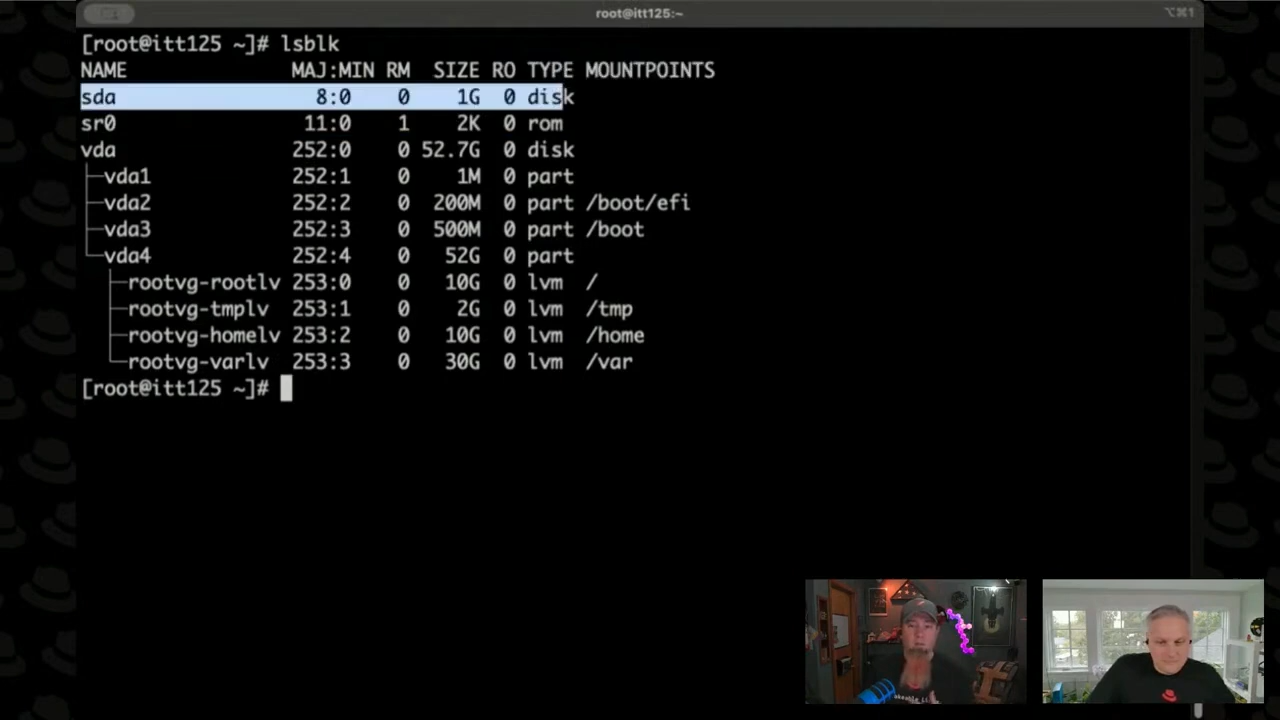 root@itt125:~
⌥⌘1
[root@itt125 ~]# lsblk
NAME MAJ:MIN RM SIZE RO TYPE MOUNTPOINTS
sda 8:0 0 1G 0 disk
sr0 11:0 1 2K 0 rom
vda 252:0 0 52.7G 0 disk
├─vda1 252:1 0 1M 0 part
├─vda2 252:2 0 200M 0 part /boot/efi
├─vda3 252:3 0 500M 0 part /boot
└─vda4 252:4 0 52G 0 part
├─rootvg-rootlv 253:0 0 10G 0 lvm /
├─rootvg-tmplv 253:1 0 2G 0 lvm /tmp
├─rootvg-homelv 253:2 0 10G 0 lvm /home
└─rootvg-varlv 253:3 0 30G 0 lvm /var
[root@itt125 ~]#